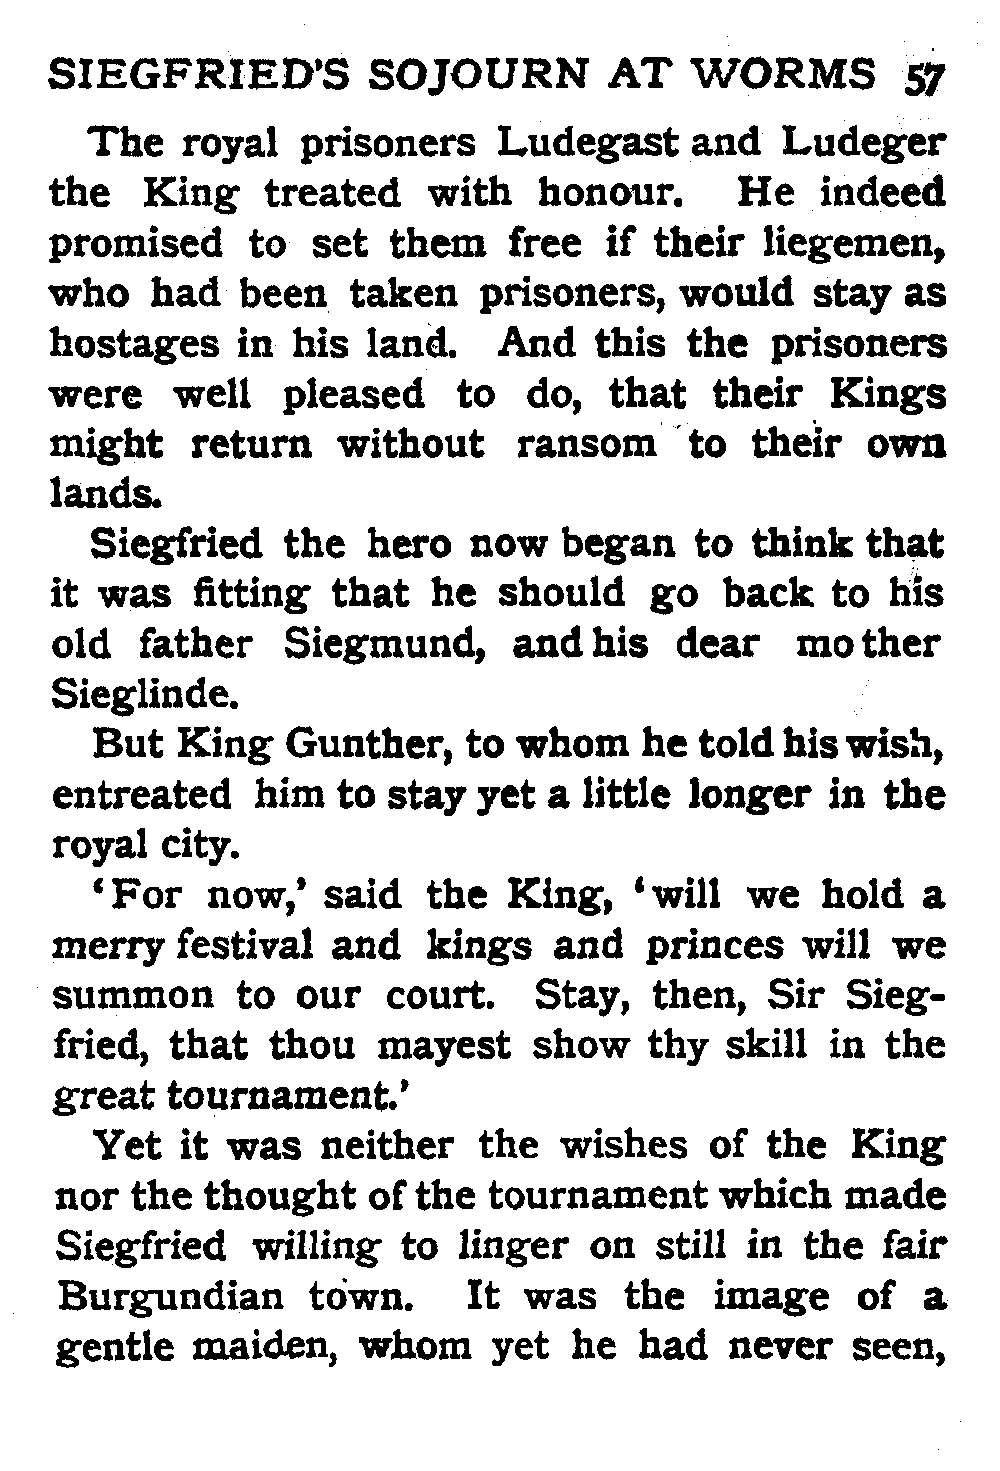 SIEGFRIED'S SOJOURN AT WORMS 57
The royal prisoners Ludegast and Ludeger
the King treated with honour. He indeed
promised to set them free if their liegemen,
who had been taken prisoners, would stay as
hostages in his land. And this the prisoners
were well pleased to do, that their Kings
might return without ransom to their own
lands.
Siegfried the hero now began to think that
it was fitting that he should go back to his
old father Siegmund, and his dear mother
Sieglinde.
But King Gunther, to whom he told his wish,
entreated him to stay yet a little longer in the
royal city.
'For now,' said the King, 'will we hold a
merry festival and kings and princes will we
summon to our court. Stay, then, Sir Sieg-
fried, that thou mayest show thy skill in the
great tournament.'
Yet it was neither the wishes of the King
nor the thought of the tournament which made
Siegfried willing to linger on still in the fair
Burgundian town. It was the image of a
gentle maiden, whom yet he had never seen,